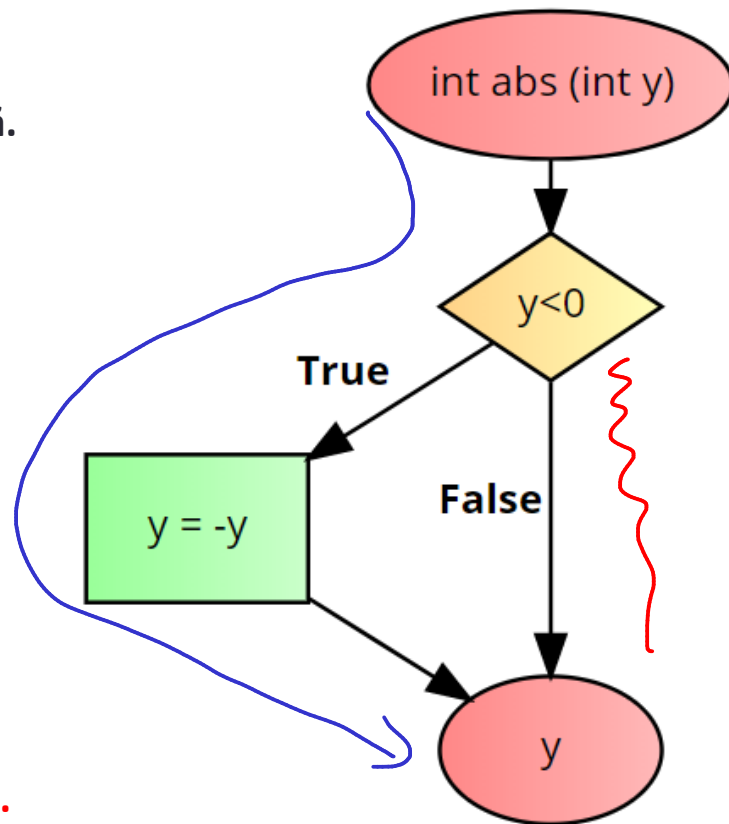 int abs (int y)
y<0
True
False
y = -y
y